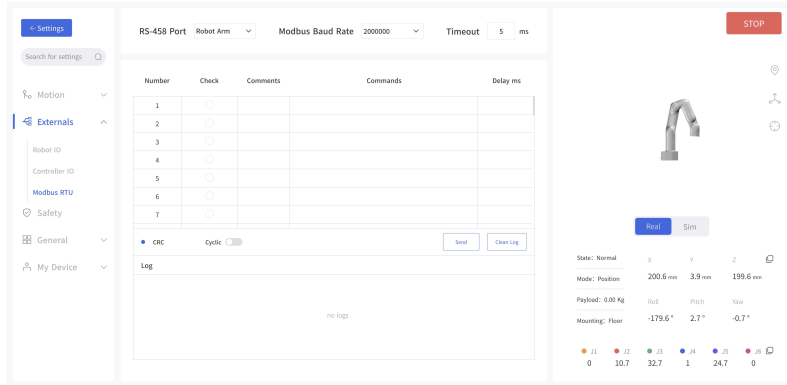 ← Settings
Search for settings
Motion
Externals
Robot IO
Controller IO
Modbus RTU
Safety
General
My Device
RS-458 Port Robot Arm Modbus Baud Rate 2000000 Timeout 5 ms
Number Check Comments Commands Delay ms
1
2
3
4
5
6
7
CRC Cyclic Send Clean Log
Log
no logs
STOP
Real Sim
State: Normal X Y Z
Mode: Position 200.6 mm 3.9 mm 199.6 mm
Payload: 0.00 Kg Roll Pitch Yaw
Mounting: Floor -179.6 ° 2.7 ° -0.7 °
J1 J2 J3 J4 J5 J6
0 10.7 32.7 1 24.7 0